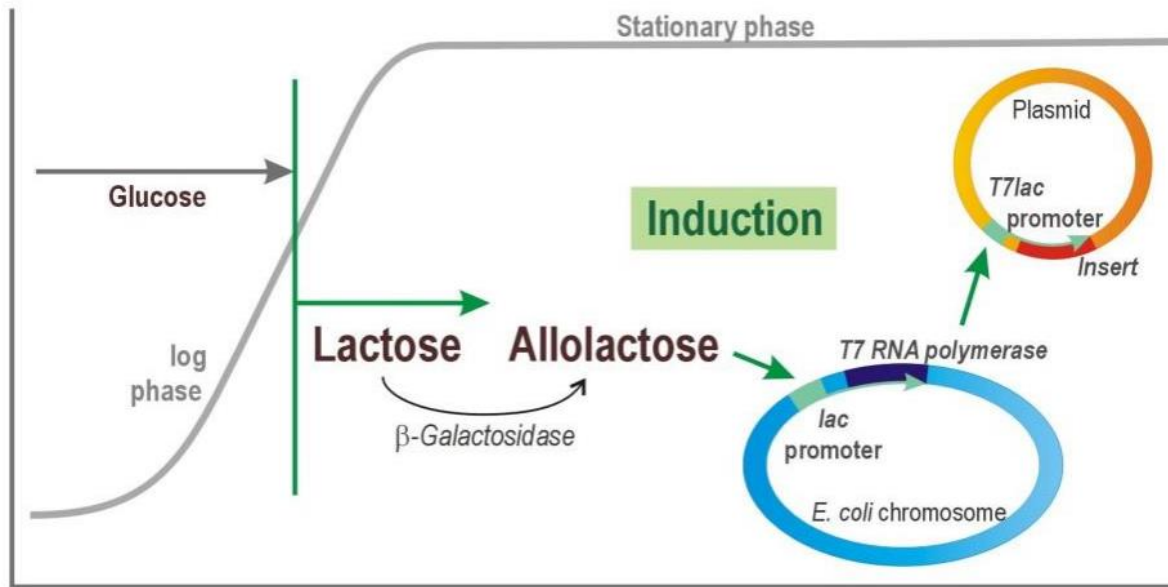 Stationary phase
Plasmid
Glucose
T7lac
promoter
Induction
Insert
log
phase
Lactose
Allolactose
T7 RNA polymerase
β-Galactosidase
lac
promoter
E. coli chromosome